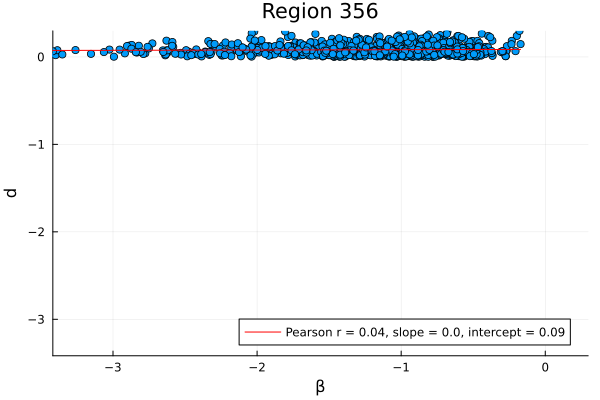 Region 356
d
0
−1
−2
−3
Pearson r = 0.04, slope = 0.0, intercept = 0.09
−3 −2 −1 0
β